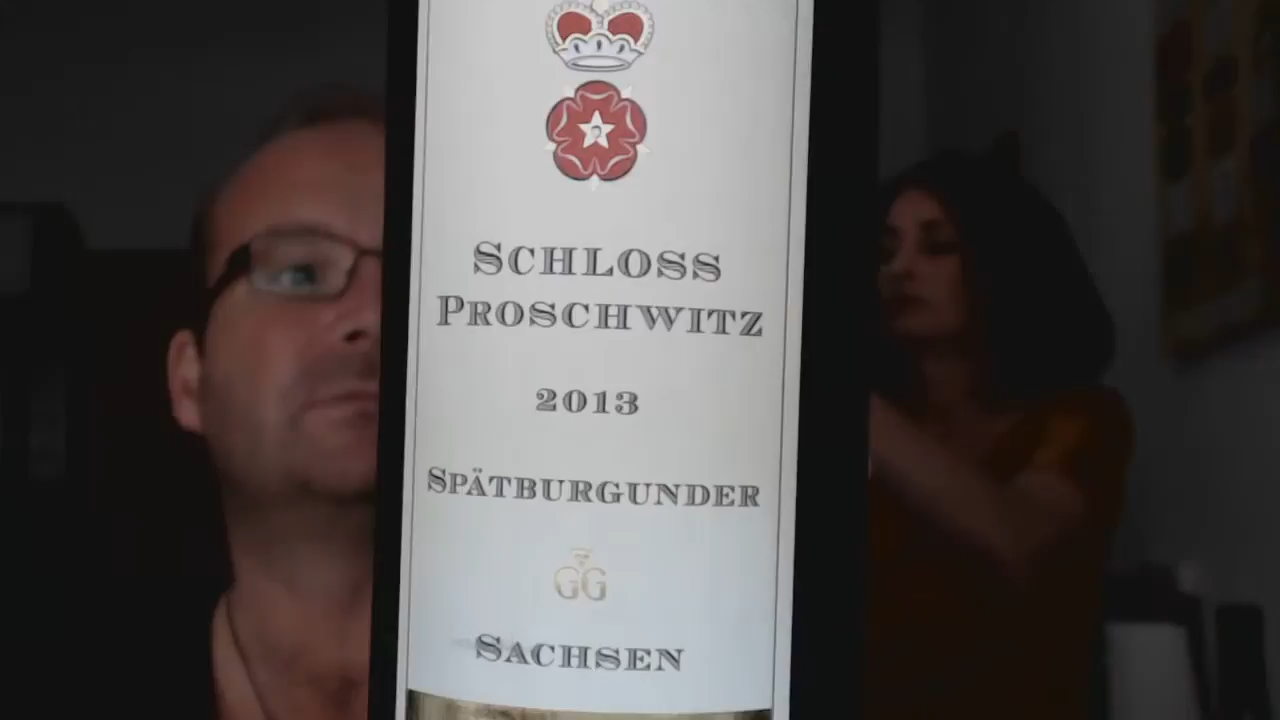 SCHLOSS
PROSCHWITZ
2013
SPÄTBURGUNDER
GG
SACHSEN